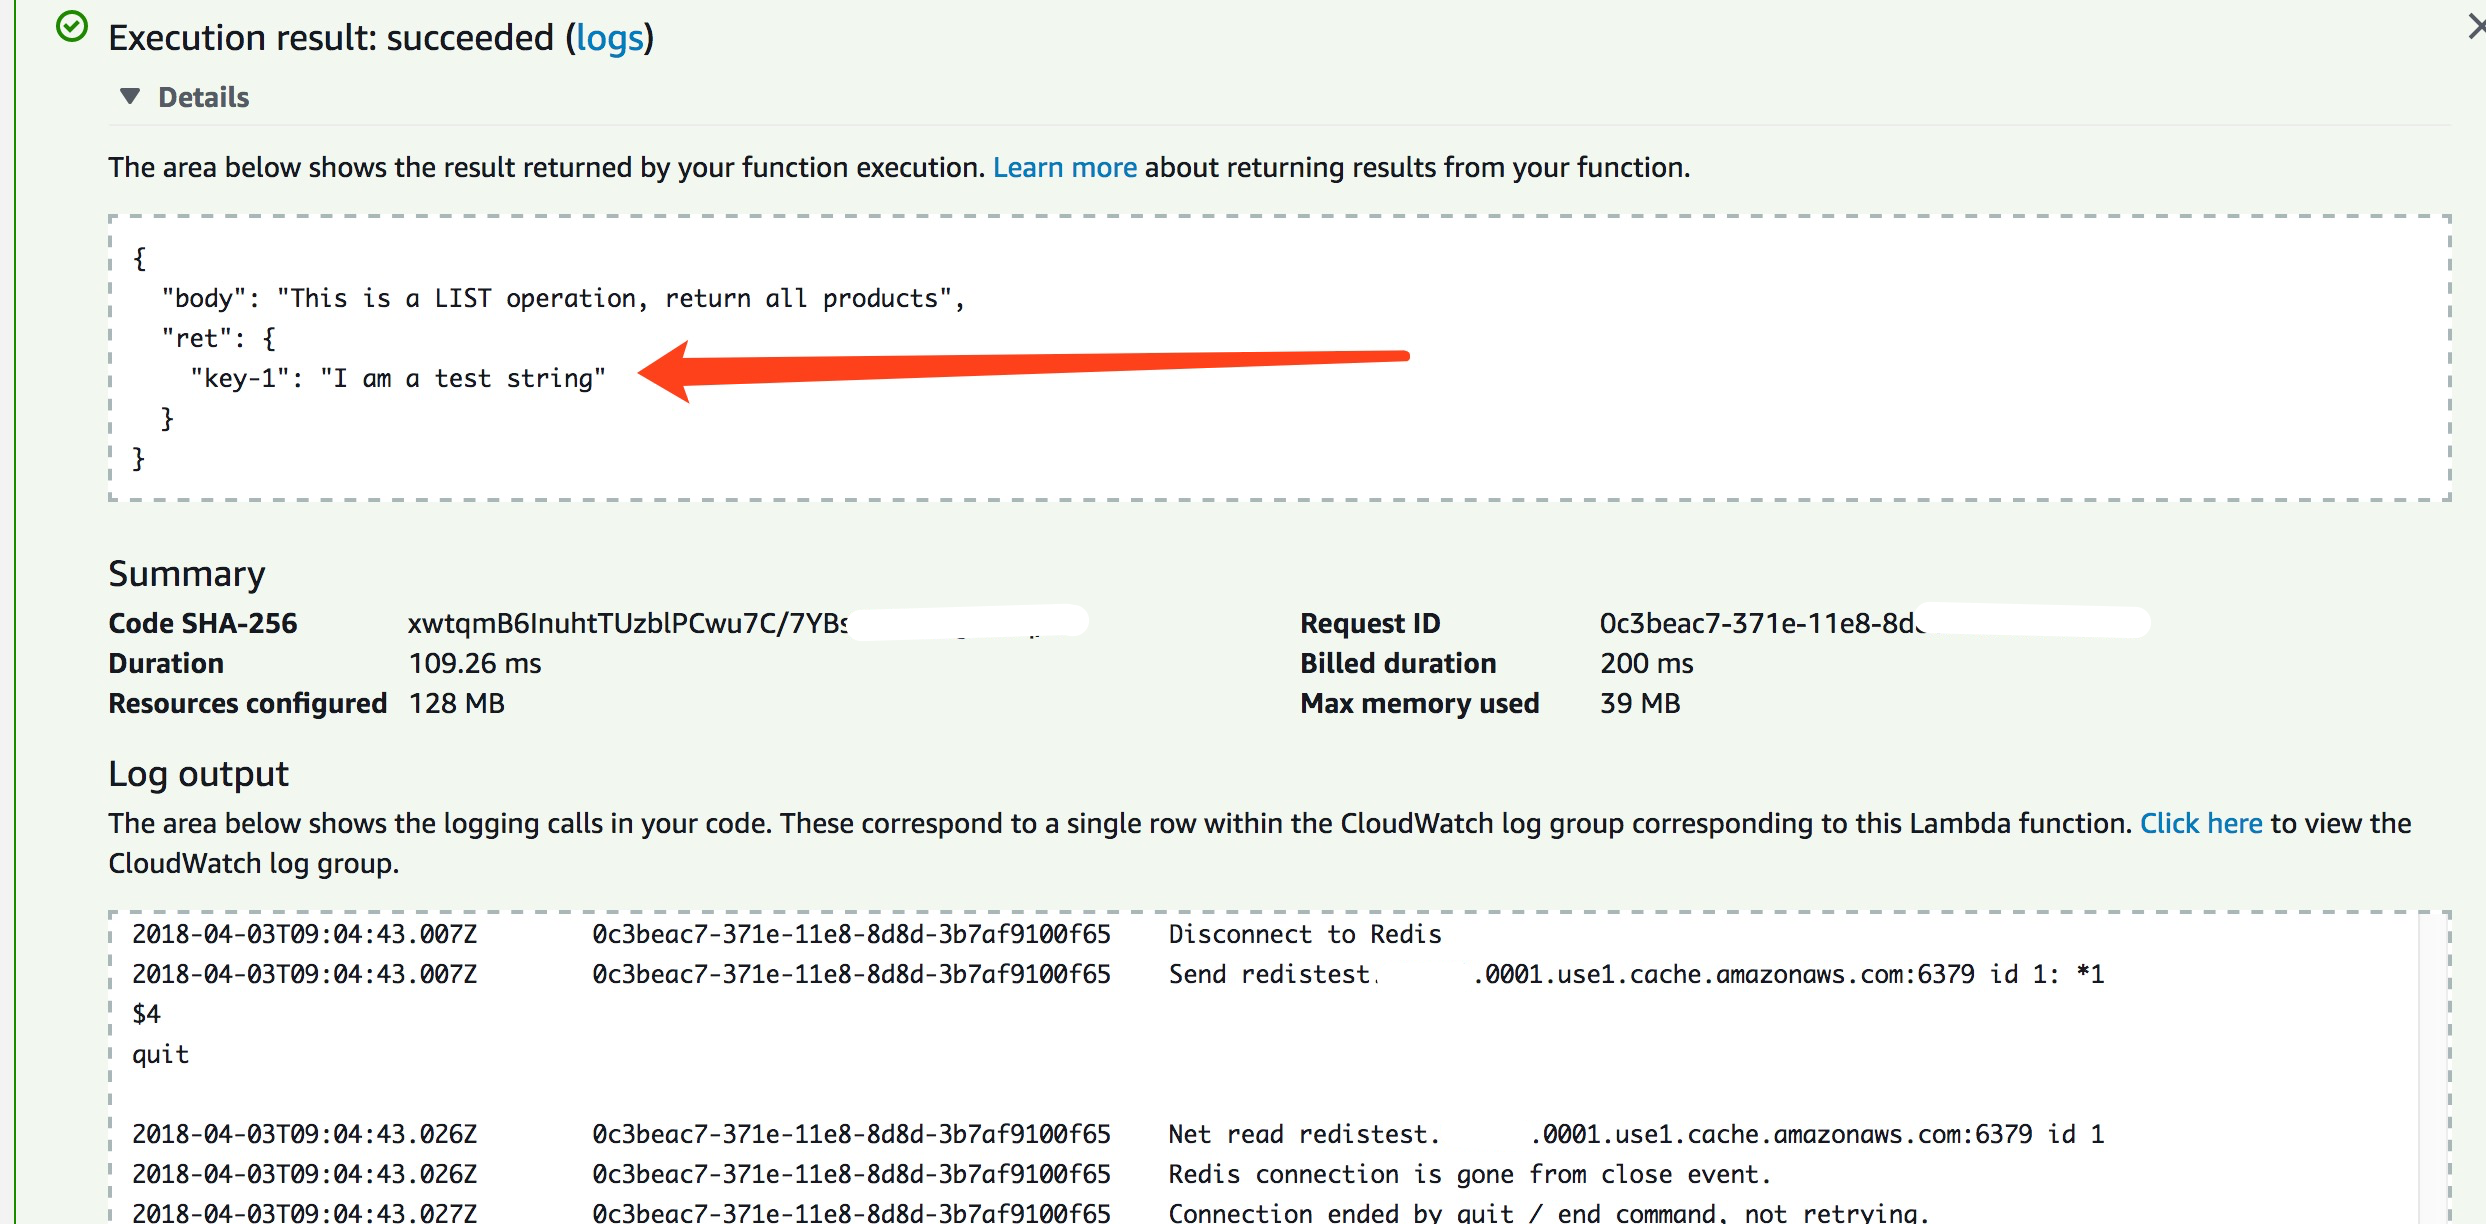 Execution result: succeeded (logs)
Details
The area below shows the result returned by your function execution. Learn more about returning results from your function.
{
  "body": "This is a LIST operation, return all products",
  "ret": {
    "key-1": "I am a test string"
  }
}
Summary
Code SHA-256 xwtqmB6InuhtTUzblPCwu7C/7YBs
Request ID 0c3beac7-371e-11e8-8d
Duration 109.26 ms
Billed duration 200 ms
Resources configured 128 MB
Max memory used 39 MB
Log output
The area below shows the logging calls in your code. These correspond to a single row within the CloudWatch log group corresponding to this Lambda function. Click here to view the
CloudWatch log group.
2018-04-03T09:04:43.007Z 0c3beac7-371e-11e8-8d8d-3b7af9100f65 Disconnect to Redis
2018-04-03T09:04:43.007Z 0c3beac7-371e-11e8-8d8d-3b7af9100f65 Send redistest. .0001.use1.cache.amazonaws.com:6379 id 1: *1
$4
quit
2018-04-03T09:04:43.026Z 0c3beac7-371e-11e8-8d8d-3b7af9100f65 Net read redistest. .0001.use1.cache.amazonaws.com:6379 id 1
2018-04-03T09:04:43.026Z 0c3beac7-371e-11e8-8d8d-3b7af9100f65 Redis connection is gone from close event.
2018-04-03T09:04:43.027Z 0c3beac7-371e-11e8-8d8d-3b7af9100f65 Connection ended by quit / end command, not retrying.